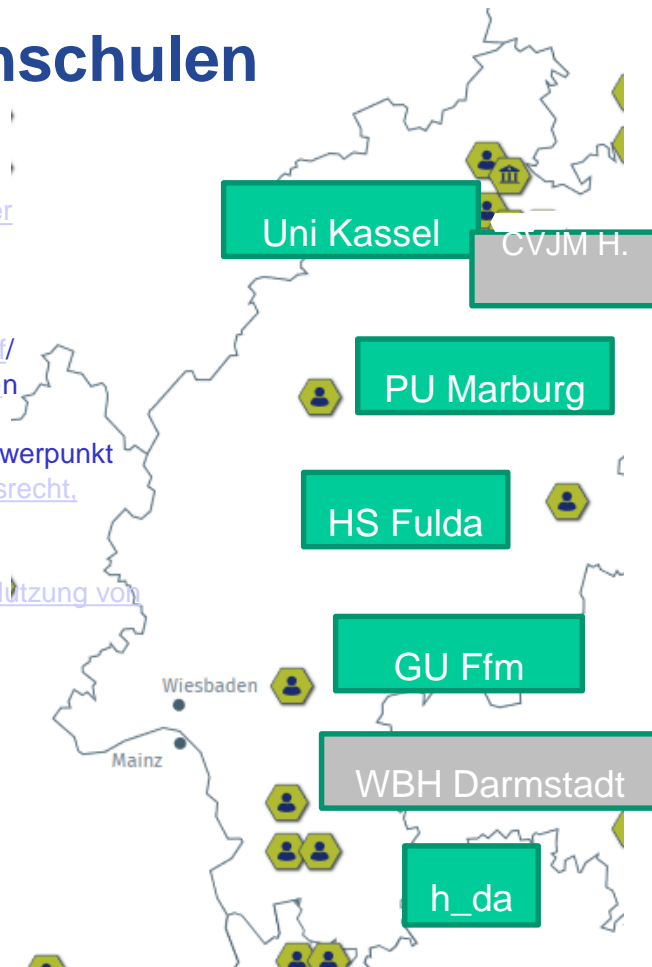 nschulen
er
Uni Kassel
CVJM H.
f/
n
PU Marburg
werpunkt
srecht,
HS Fulda
lutzung von
GU Ffm
Wiesbaden
Mainz
WBH Darmstadt
h_da